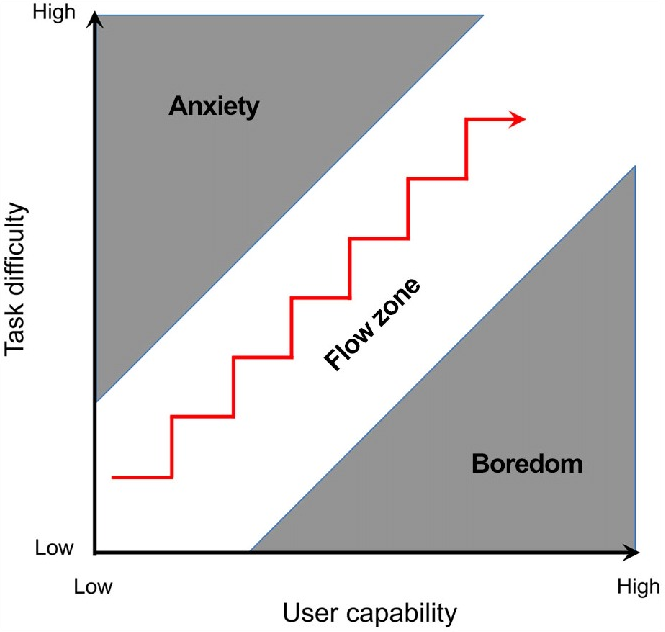 High
Anxiety
Task difficulty
Flow zone
Boredom
Low
Low
High
User capability